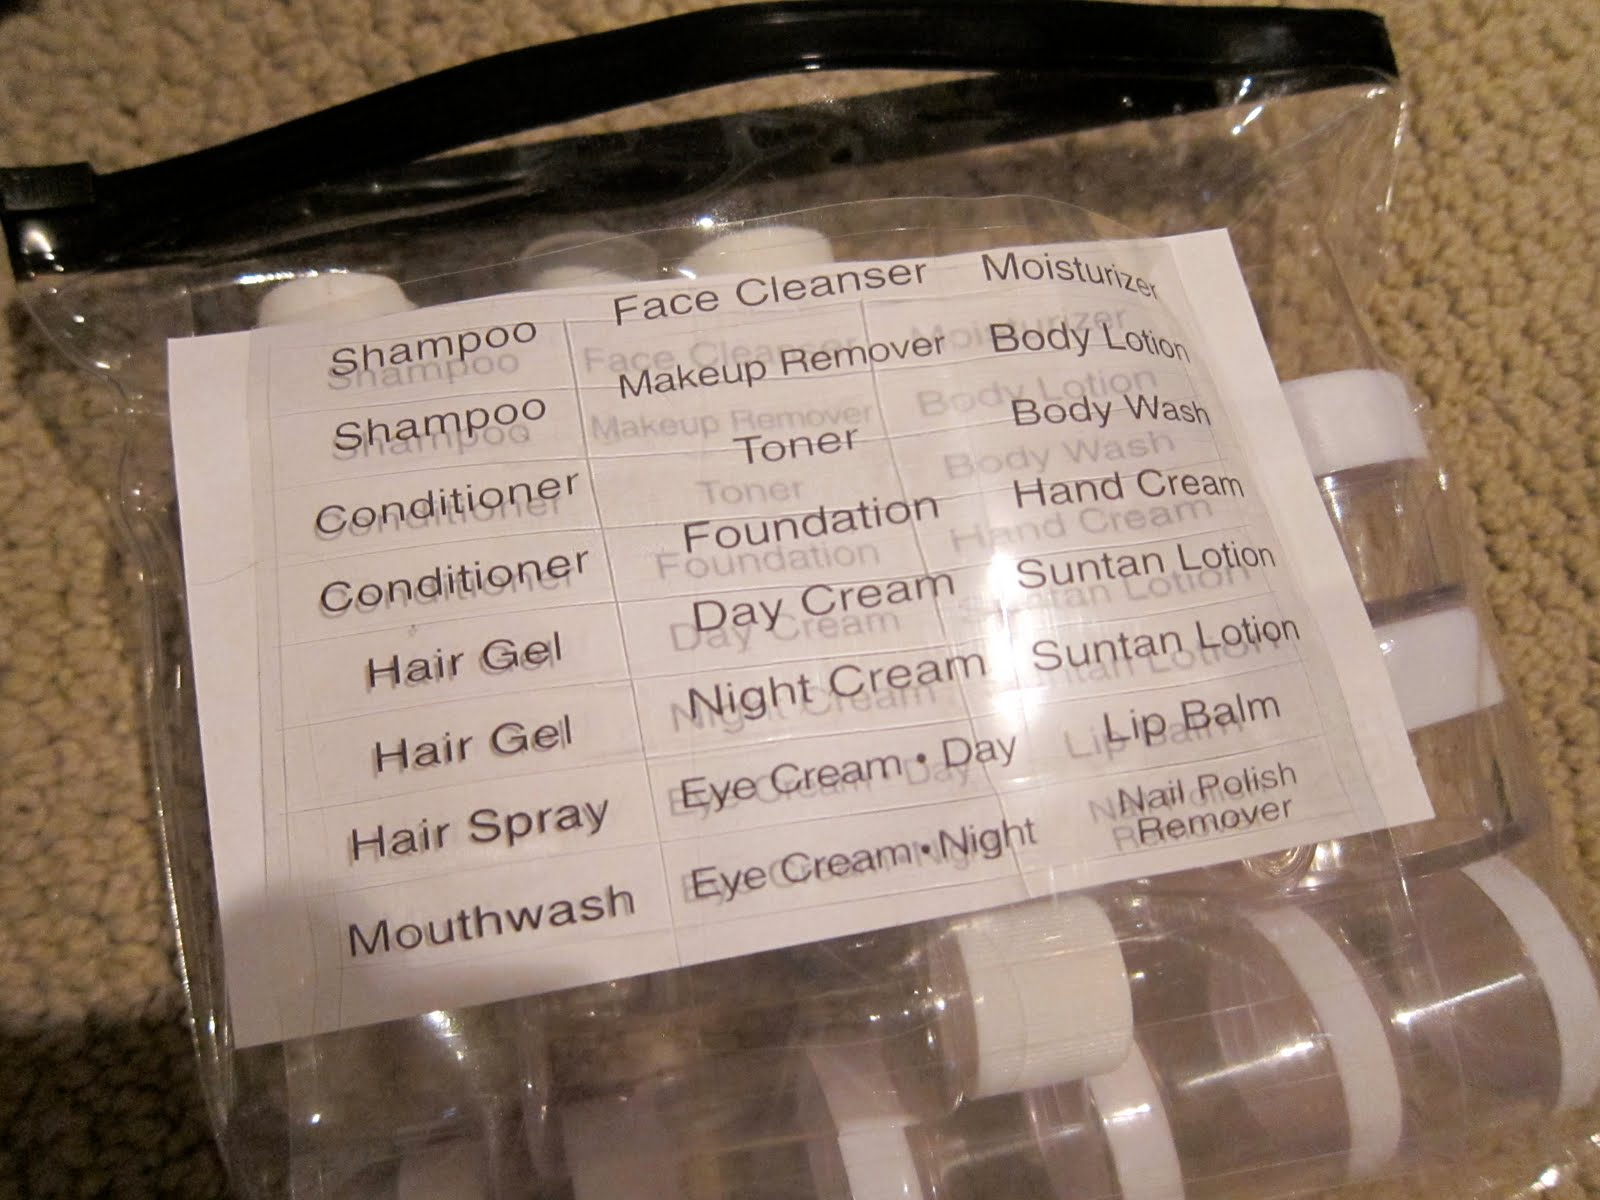 Shampoo
Shampoo
Conditioner
Conditioner
Hair Gel
Hair Gel
Hair Spray
Mouthwash
Face Cleanser
Makeup Remover
Toner
Foundation
Day Cream
Night Cream
Eye Cream • Day
Eye Cream • Night
Moisturizer
Body Lotion
Body Wash
Hand Cream
Suntan Lotion
Suntan Lotion
Lip Balm
Nail Polish
Remover